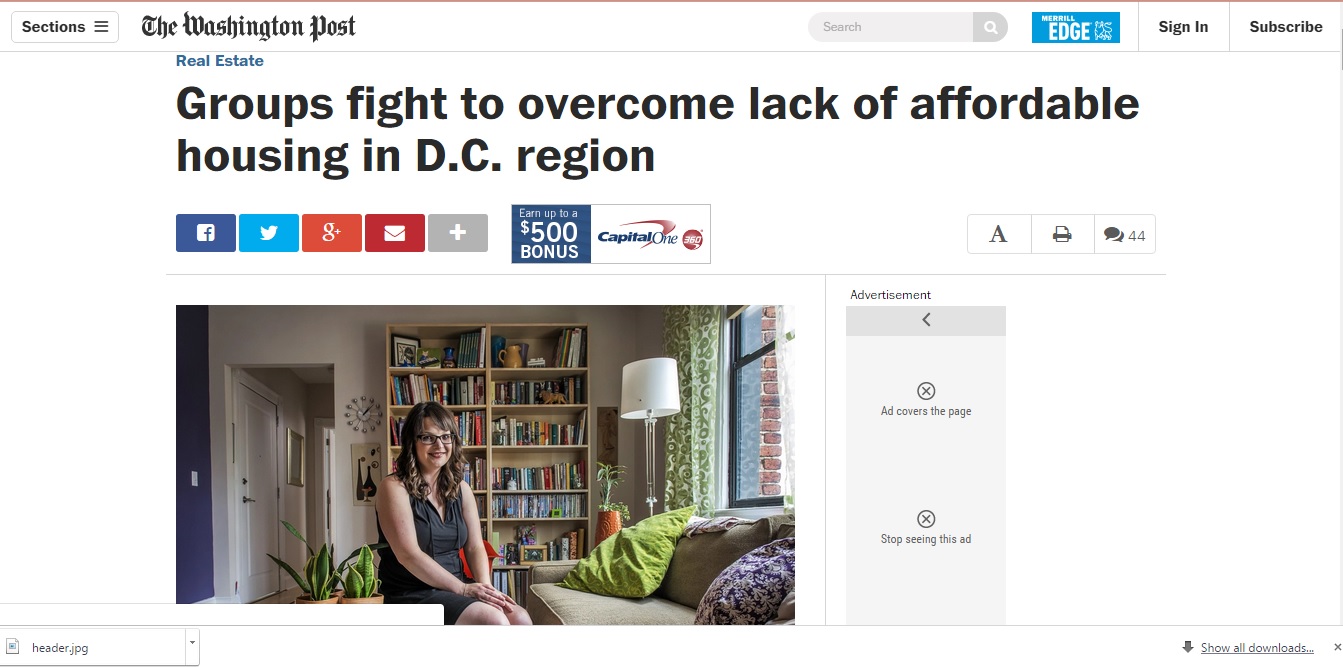 Sections
The Washington Post
Search
MERRILL
EDGE
Sign In
Subscribe
Real Estate
Groups fight to overcome lack of affordable
housing in D.C. region
Earn up to a
$500
BONUS
Capital One 360
A
44
Advertisement
Ad covers the page
Stop seeing this ad
header.jpg
Show all downloads...